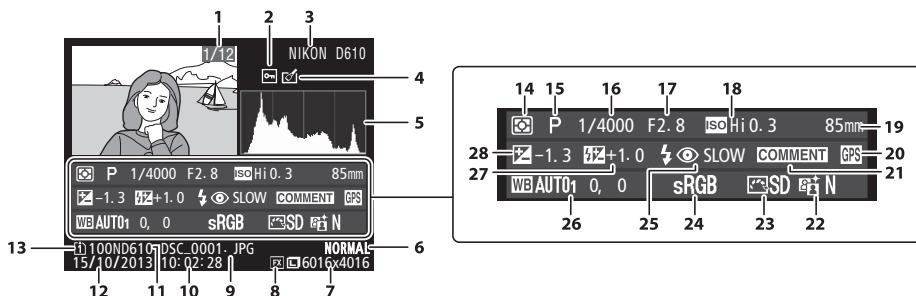 1 2 3
1/12 NIKON D610
4
5
P 1/4000 F2.8 ISO Hi0.3 85mm
-1.3 +1.0 SLOW COMMENT GPS
WB AUTO1 0, 0 sRGB SD N
13 1 100ND610 DSC_0001.JPG NORMAL 6
15/10/2013 10:02:28 FX 6016x4016
12 11 10 9 8 7
14 15 16 17 18
P 1/4000 F2.8 ISO Hi0.3 85mm 19
28 -1.3 +1.0 SLOW COMMENT GPS 20
27 21
WB AUTO1 0, 0 sRGB SD N
26 25 24 23 22